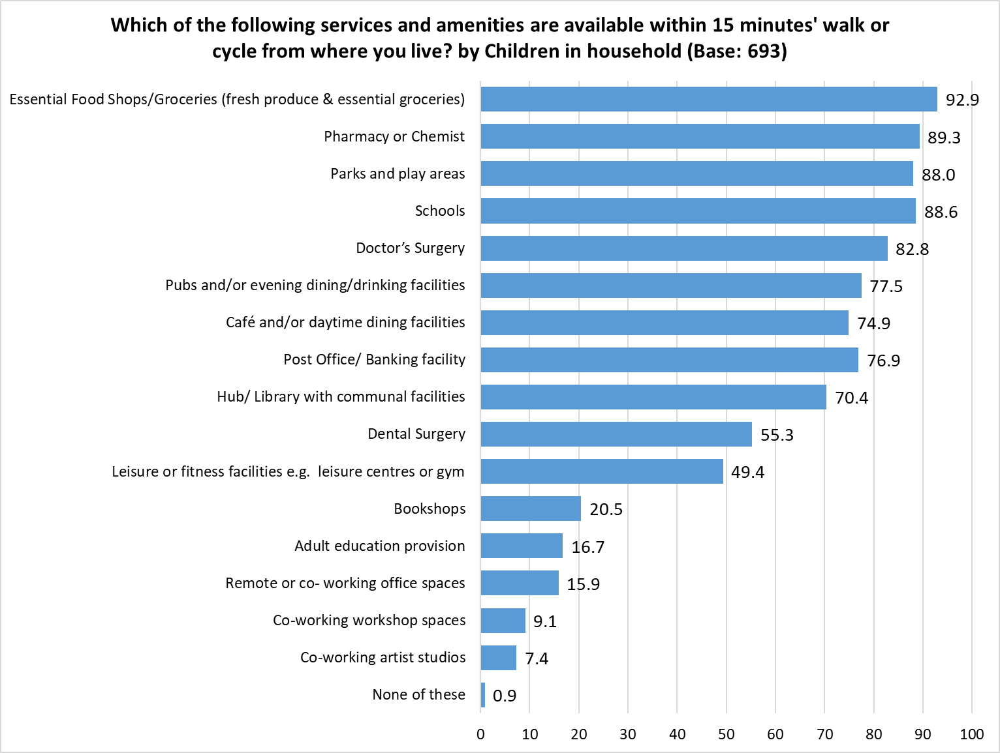 Which of the following services and amenities are available within 15 minutes' walk or
cycle from where you live? by Children in household (Base: 693)
Essential Food Shops/Groceries (fresh produce & essential groceries) 92.9
Pharmacy or Chemist 89.3
Parks and play areas 88.0
Schools 88.6
Doctor’s Surgery 82.8
Pubs and/or evening dining/drinking facilities 77.5
Café and/or daytime dining facilities 74.9
Post Office/ Banking facility 76.9
Hub/ Library with communal facilities 70.4
Dental Surgery 55.3
Leisure or fitness facilities e.g.  leisure centres or gym 49.4
Bookshops 20.5
Adult education provision 16.7
Remote or co- working office spaces 15.9
Co-working workshop spaces 9.1
Co-working artist studios 7.4
None of these 0.9
0 10 20 30 40 50 60 70 80 90 100